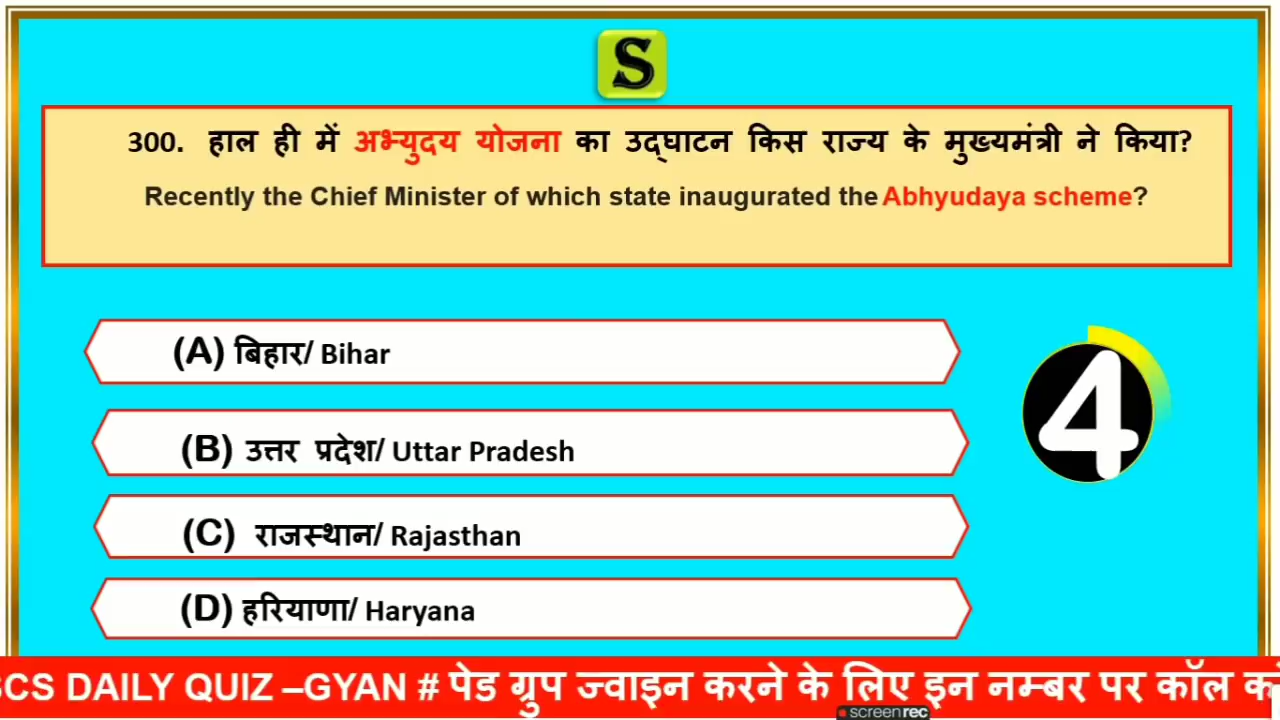 S
300. हाल ही में अभ्युदय योजना का उद्घाटन किस राज्य के मुख्यमंत्री ने किया?
Recently the Chief Minister of which state inaugurated the Abhyudaya scheme?
(A) बिहार/ Bihar
4
(B) उत्तर प्रदेश/ Uttar Pradesh
(C) राजस्थान/ Rajasthan
(D) हरियाणा/ Haryana
CS DAILY QUIZ –GYAN # पेड ग्रुप ज्वाइन करने के लिए इन नम्बर पर कॉल
screenrec